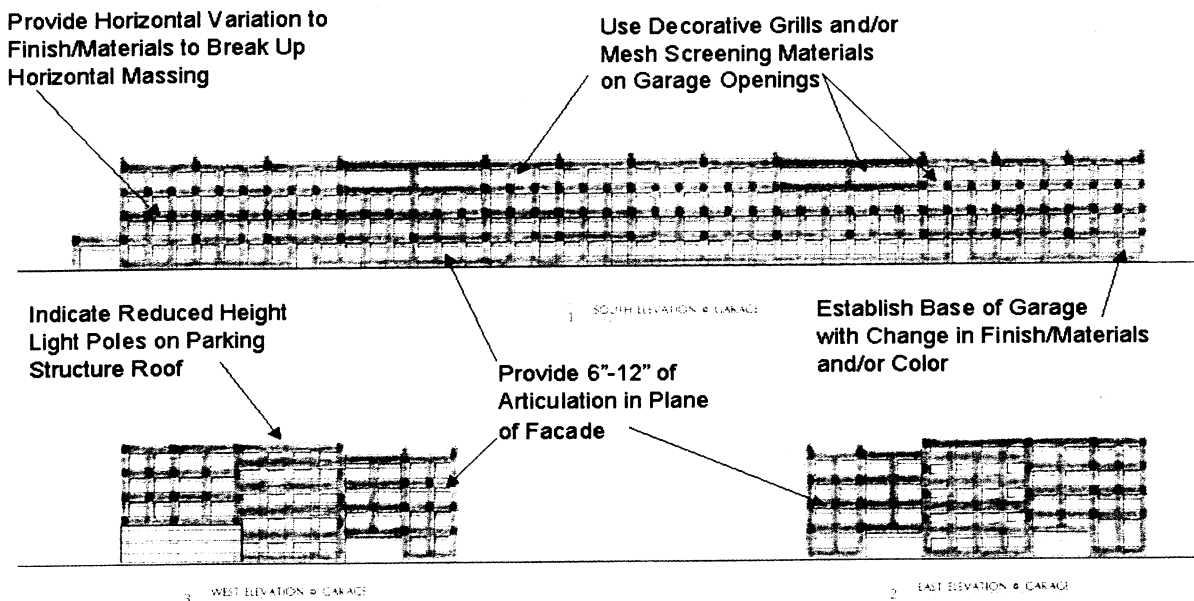 Provide Horizontal Variation to
Finish/Materials to Break Up
Horizontal Massing
Use Decorative Grills and/or
Mesh Screening Materials
on Garage Openings
1 SOUTH ELEVATION @ GARAGE
Indicate Reduced Height
Light Poles on Parking
Structure Roof
Provide 6"-12" of
Articulation in Plane
of Facade
Establish Base of Garage
with Change in Finish/Materials
and/or Color
3 WEST ELEVATION @ GARAGE
2 EAST ELEVATION @ GARAGE